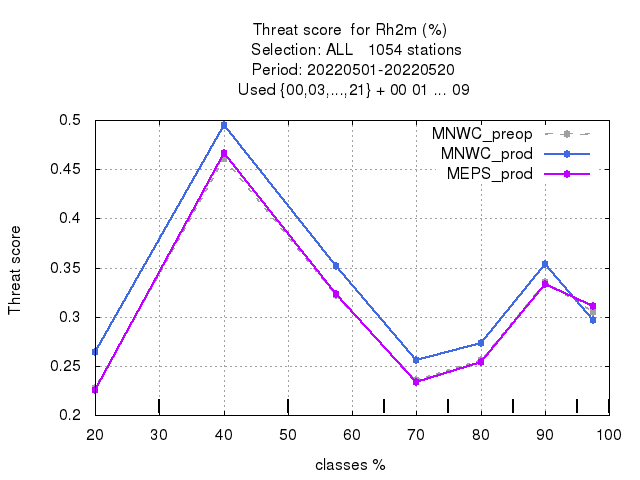 Threat score  for Rh2m (%)
Selection: ALL   1054 stations
Period: 20220501-20220520
Used {00,03,...,21} + 00 01 ... 09
0.5
0.45
0.4
0.35
0.3
0.25
0.2
Threat score
MNWC_preop
MNWC_prod
MEPS_prod
20 30 40 50 60 70 80 90 100
classes %